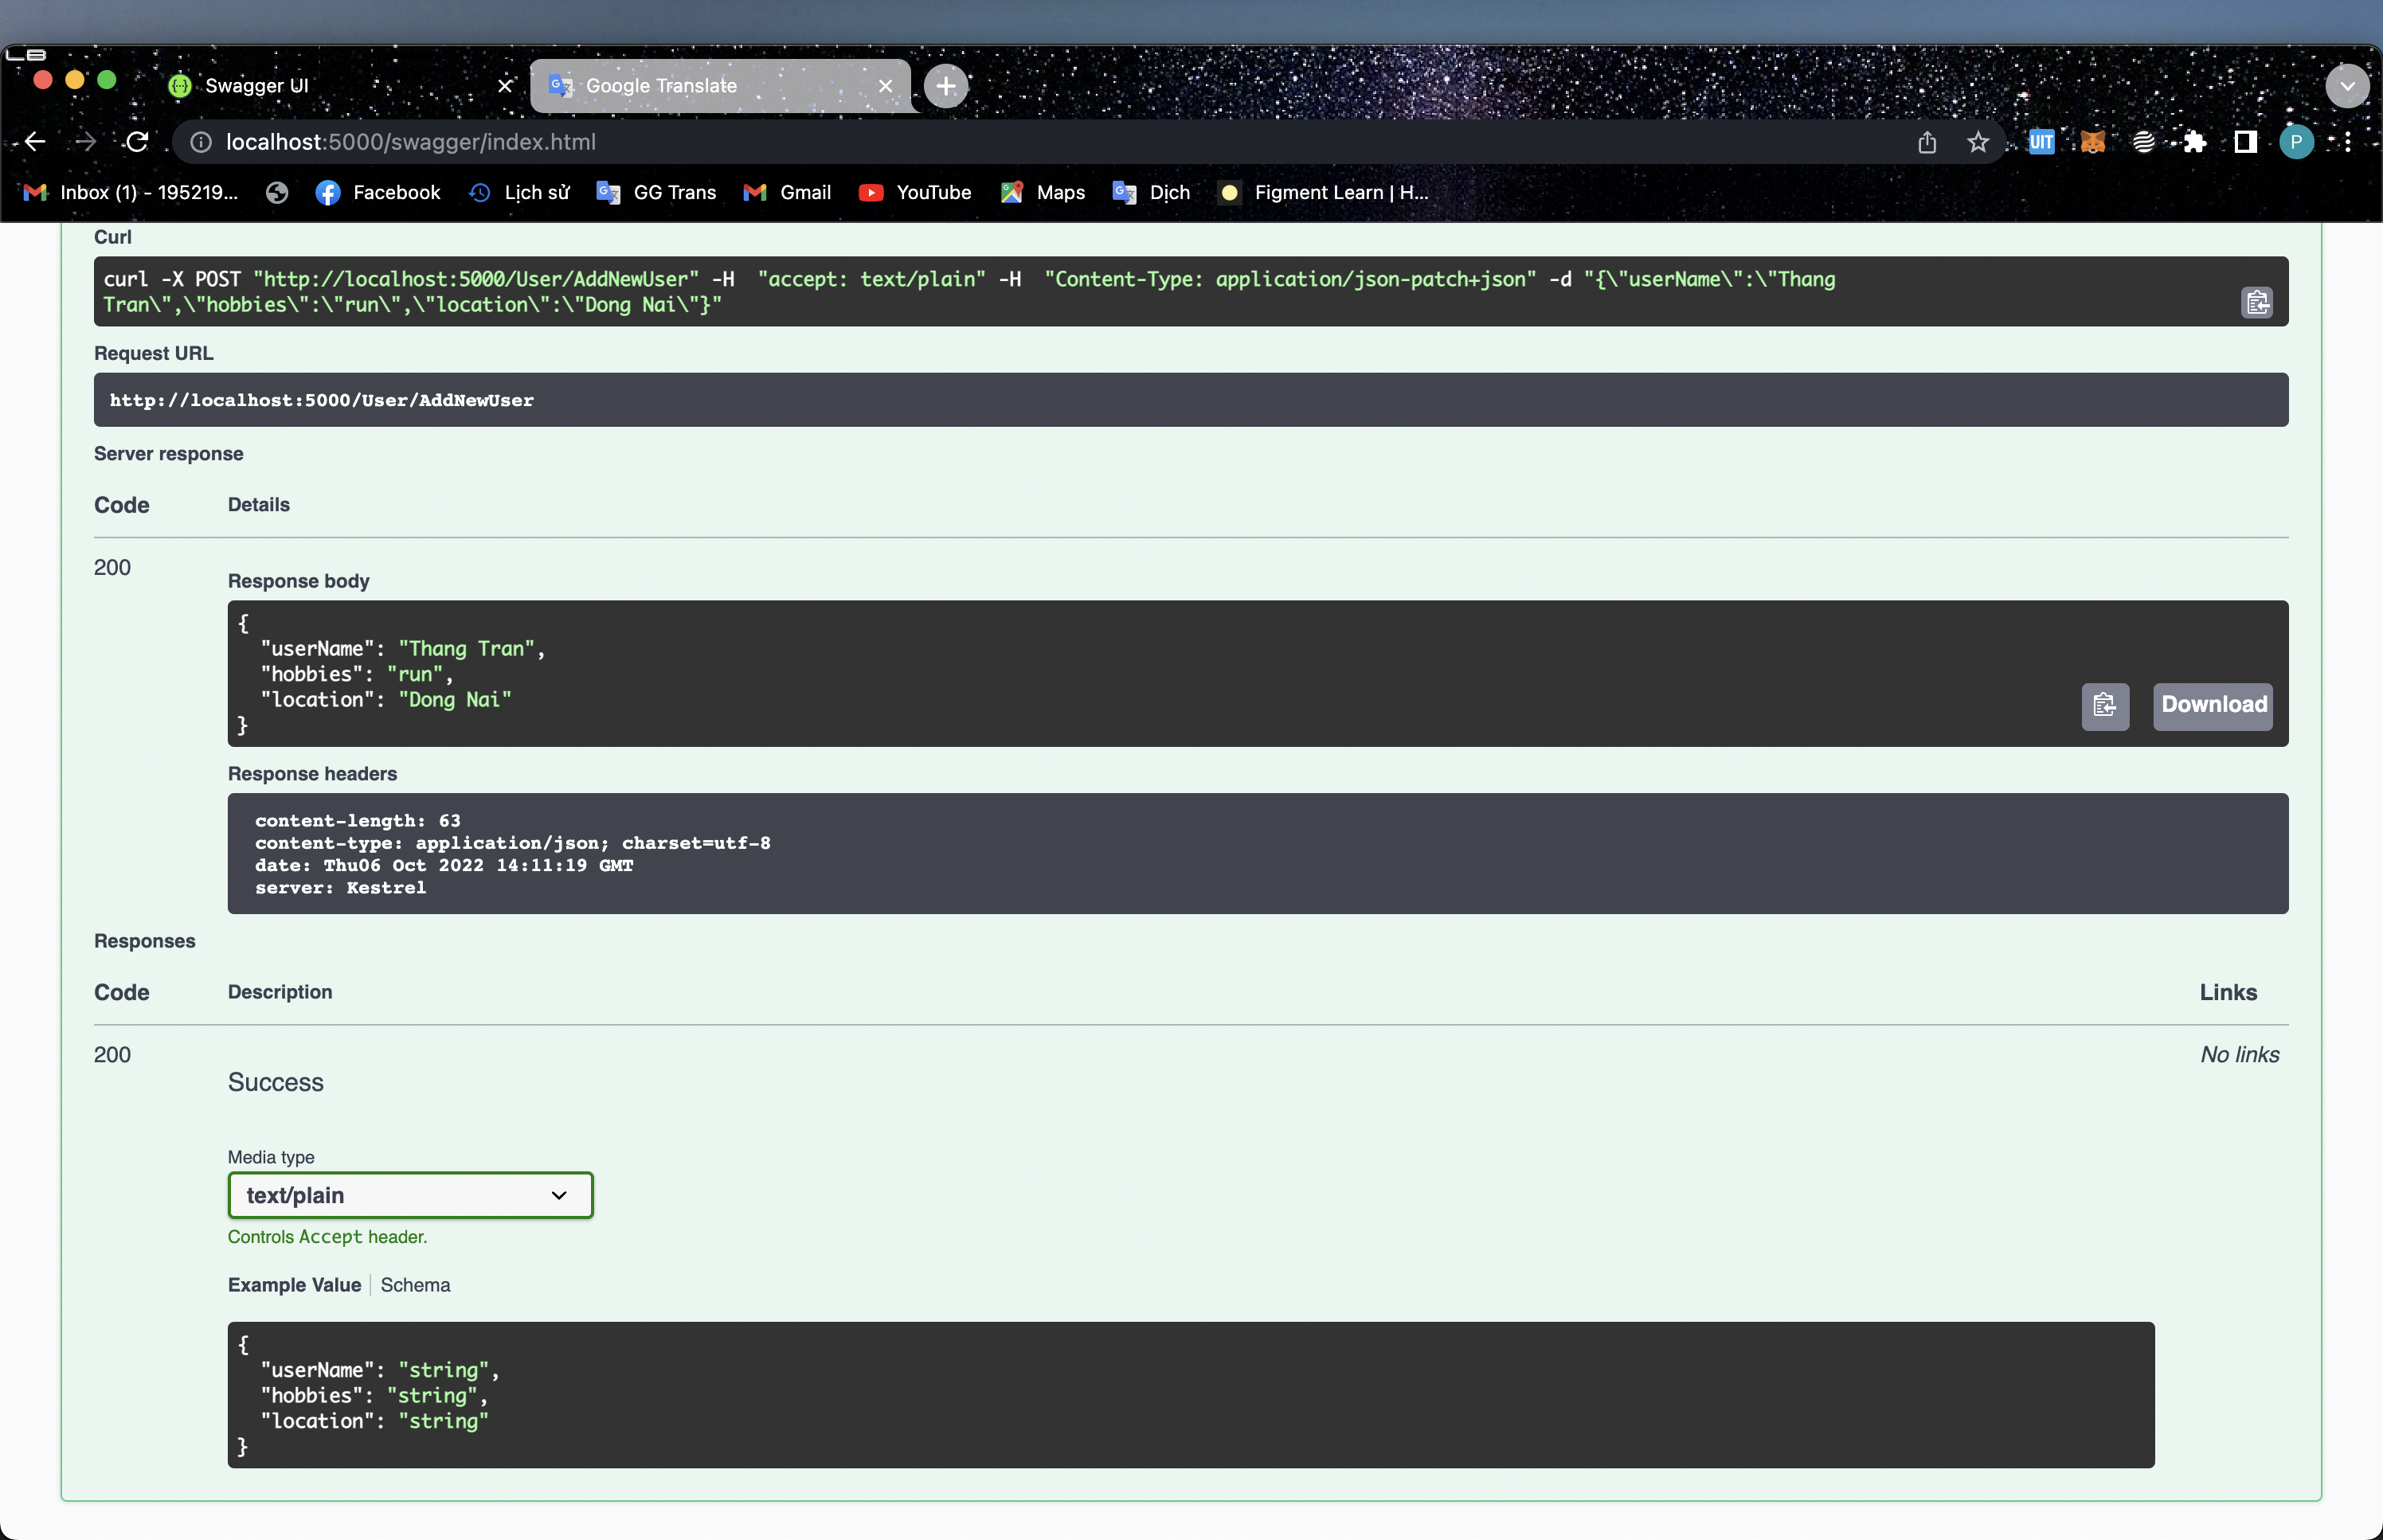 Swagger UI
Google Translate
localhost:5000/swagger/index.html
UIT
P
Inbox (1) - 195219...
Facebook
Lịch sử
GG Trans
Gmail
YouTube
Maps
Dịch
Figment Learn | H...
Curl
curl -X POST "http://localhost:5000/User/AddNewUser" -H  "accept: text/plain" -H  "Content-Type: application/json-patch+json" -d "{\"userName\":\"Thang
Tran\",\"hobbies\":\"run\",\"location\":\"Dong Nai\"}"
Request URL
http://localhost:5000/User/AddNewUser
Server response
Code Details
200
Response body
{
  "userName": "Thang Tran",
  "hobbies": "run",
  "location": "Dong Nai"
}
Download
Response headers
content-length: 63
content-type: application/json; charset=utf-8
date: Thu06 Oct 2022 14:11:19 GMT
server: Kestrel
Responses
Code Description Links
200 No links
Success
Media type
text/plain
Controls Accept header.
Example Value Schema
{
  "userName": "string",
  "hobbies": "string",
  "location": "string"
}